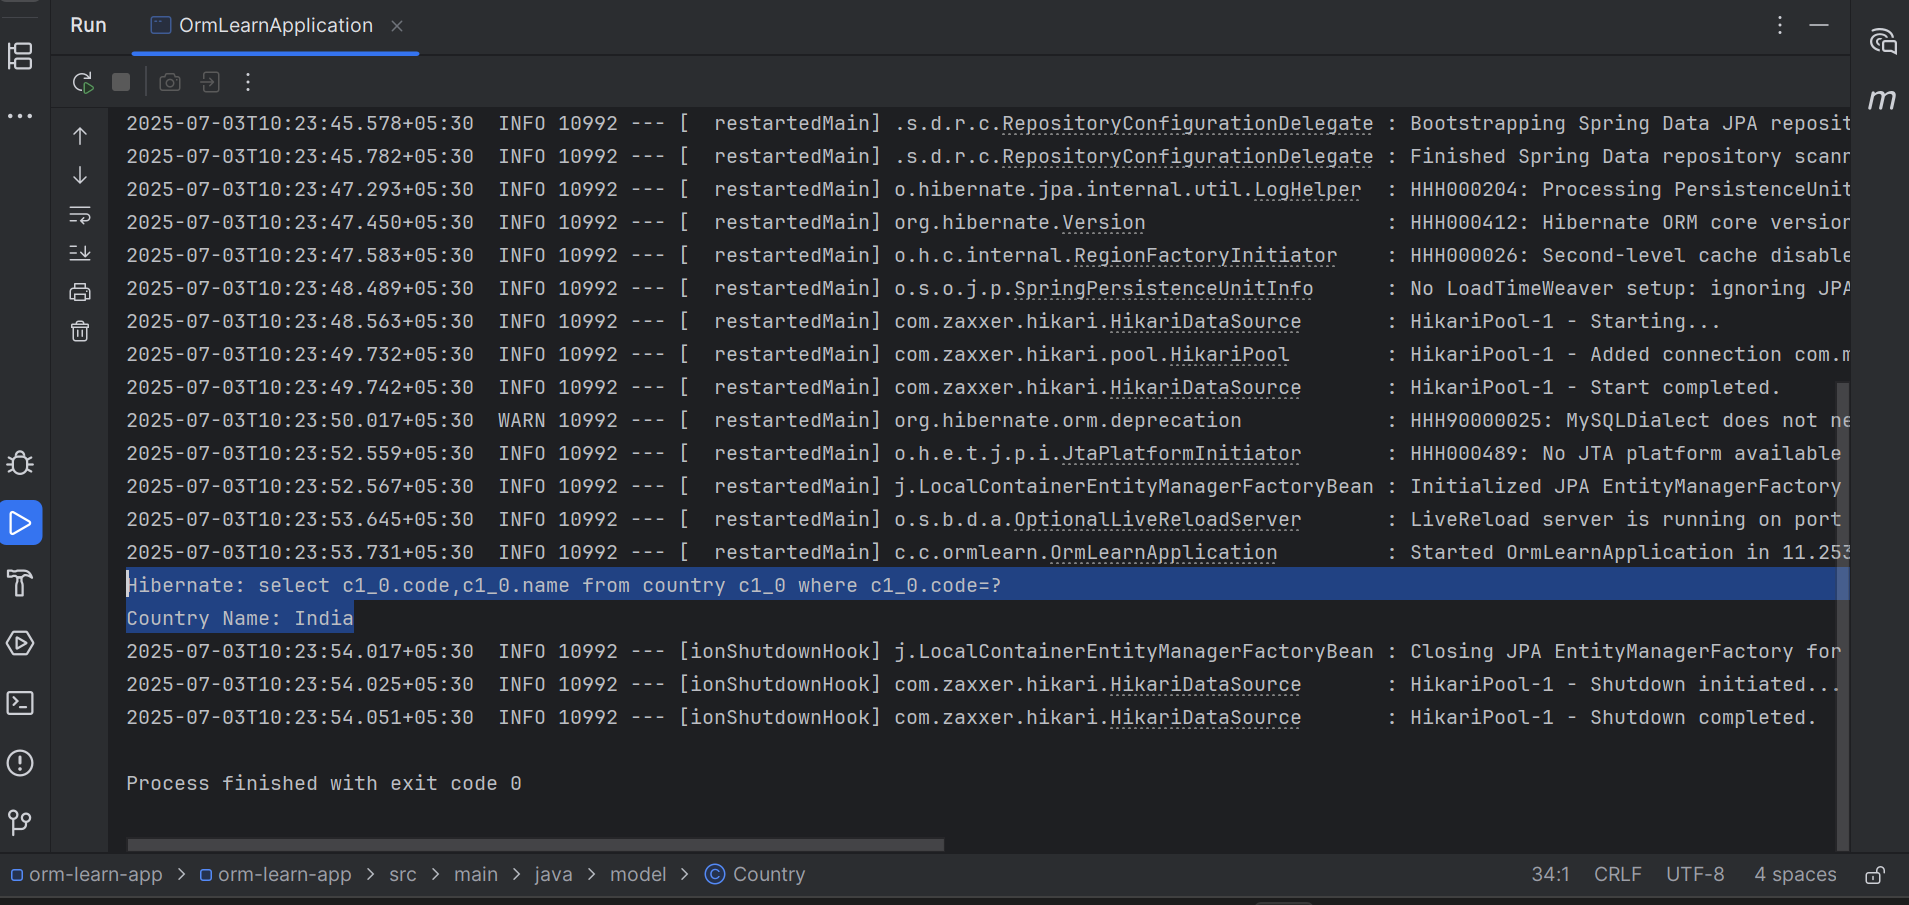 Run OrmLearnApplication
2025-07-03T10:23:45.578+05:30  INFO 10992 --- [  restartedMain] .s.d.r.c.RepositoryConfigurationDelegate : Bootstrapping Spring Data JPA reposit
2025-07-03T10:23:45.782+05:30  INFO 10992 --- [  restartedMain] .s.d.r.c.RepositoryConfigurationDelegate : Finished Spring Data repository scann
2025-07-03T10:23:47.293+05:30  INFO 10992 --- [  restartedMain] o.hibernate.jpa.internal.util.LogHelper  : HHH000204: Processing PersistenceUnit
2025-07-03T10:23:47.450+05:30  INFO 10992 --- [  restartedMain] org.hibernate.Version                    : HHH000412: Hibernate ORM core version
2025-07-03T10:23:47.583+05:30  INFO 10992 --- [  restartedMain] o.h.c.internal.RegionFactoryInitiator    : HHH000026: Second-level cache disable
2025-07-03T10:23:48.489+05:30  INFO 10992 --- [  restartedMain] o.s.o.j.p.SpringPersistenceUnitInfo      : No LoadTimeWeaver setup: ignoring JPA
2025-07-03T10:23:48.563+05:30  INFO 10992 --- [  restartedMain] com.zaxxer.hikari.HikariDataSource       : HikariPool-1 - Starting...
2025-07-03T10:23:49.732+05:30  INFO 10992 --- [  restartedMain] com.zaxxer.hikari.pool.HikariPool        : HikariPool-1 - Added connection com.m
2025-07-03T10:23:49.742+05:30  INFO 10992 --- [  restartedMain] com.zaxxer.hikari.HikariDataSource       : HikariPool-1 - Start completed.
2025-07-03T10:23:50.017+05:30  WARN 10992 --- [  restartedMain] org.hibernate.orm.deprecation            : HHH90000025: MySQLDialect does not ne
2025-07-03T10:23:52.559+05:30  INFO 10992 --- [  restartedMain] o.h.e.t.j.p.i.JtaPlatformInitiator       : HHH000489: No JTA platform available
2025-07-03T10:23:52.567+05:30  INFO 10992 --- [  restartedMain] j.LocalContainerEntityManagerFactoryBean : Initialized JPA EntityManagerFactory
2025-07-03T10:23:53.645+05:30  INFO 10992 --- [  restartedMain] o.s.b.d.a.OptionalLiveReloadServer       : LiveReload server is running on port
2025-07-03T10:23:53.731+05:30  INFO 10992 --- [  restartedMain] c.c.ormlearn.OrmLearnApplication         : Started OrmLearnApplication in 11.253
Hibernate: select c1_0.code,c1_0.name from country c1_0 where c1_0.code=?
Country Name: India
2025-07-03T10:23:54.017+05:30  INFO 10992 --- [ionShutdownHook] j.LocalContainerEntityManagerFactoryBean : Closing JPA EntityManagerFactory for
2025-07-03T10:23:54.025+05:30  INFO 10992 --- [ionShutdownHook] com.zaxxer.hikari.HikariDataSource       : HikariPool-1 - Shutdown initiated...
2025-07-03T10:23:54.051+05:30  INFO 10992 --- [ionShutdownHook] com.zaxxer.hikari.HikariDataSource       : HikariPool-1 - Shutdown completed.
Process finished with exit code 0
orm-learn-app > orm-learn-app > src > main > java > model > Country 34:1 CRLF UTF-8 4 spaces